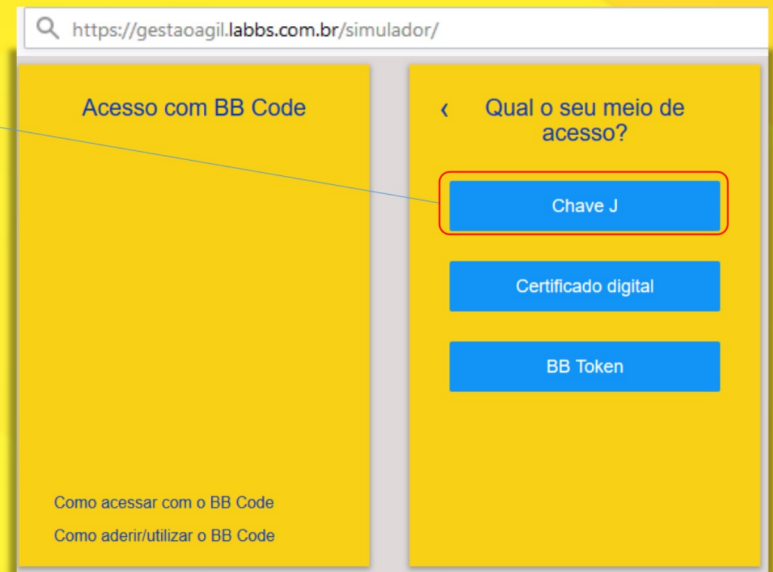 https://gestaoagil.labbs.com.br/simulador/
Acesso com BB Code
Como acessar com o BB Code
Como aderir/utilizar o BB Code
‹ Qual o seu meio de
acesso?
Chave J
Certificado digital
BB Token